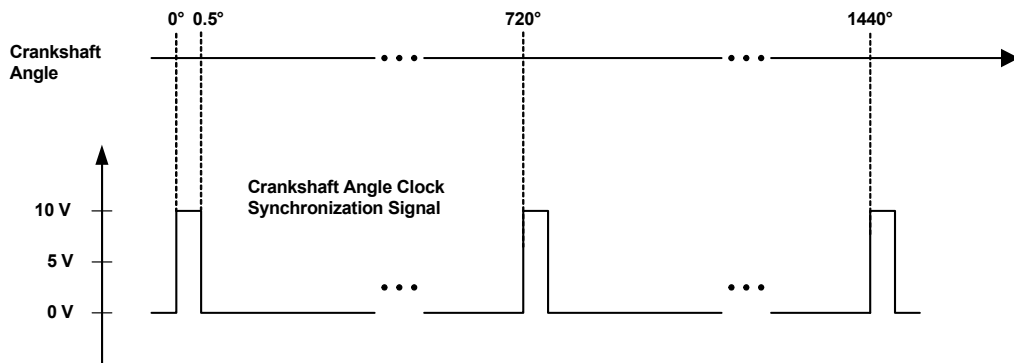 0° 0.5° 720° 1440°
Crankshaft
Angle
• • • • • •
Crankshaft Angle Clock
Synchronization Signal
10 V
5 V
0 V
• • • • • •